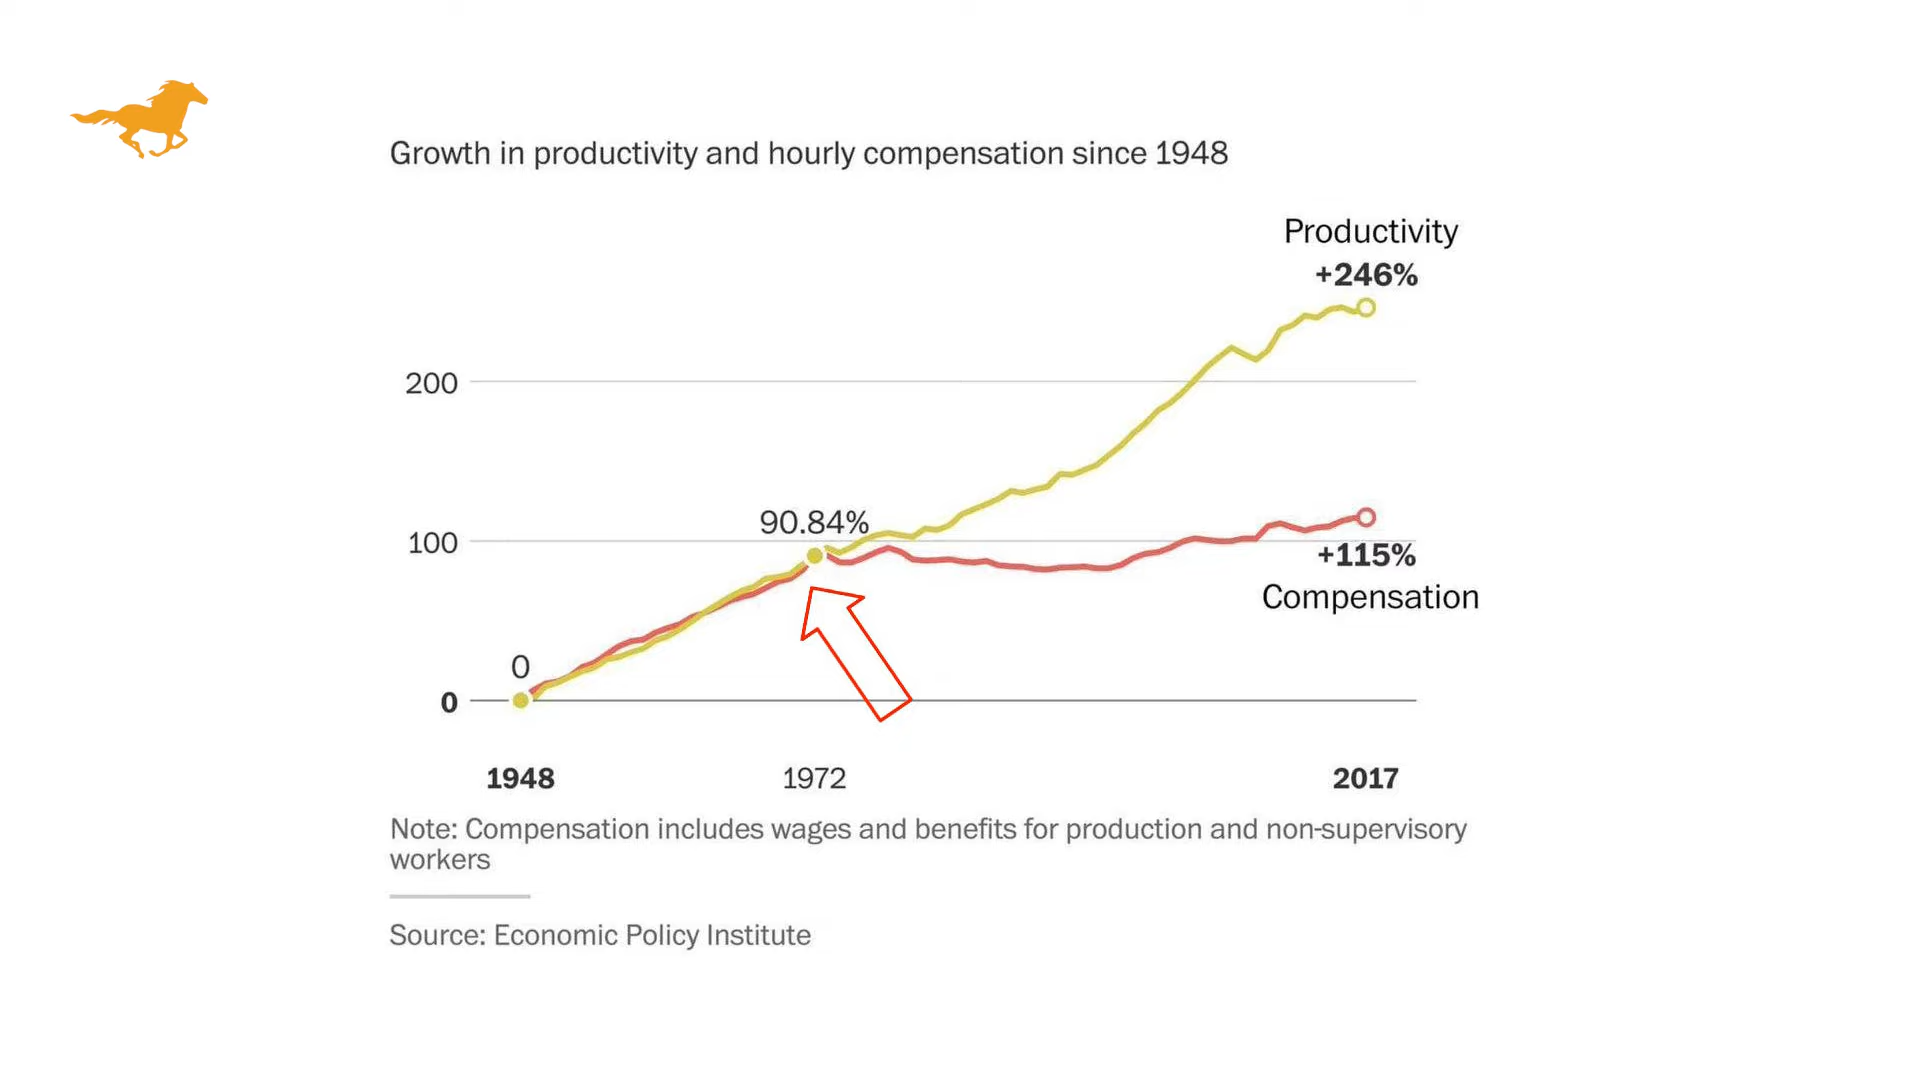 Growth in productivity and hourly compensation since 1948
Productivity
+246%
200
90.84%
100
+115%
Compensation
0
0
1948
1972
2017
Note: Compensation includes wages and benefits for production and non-supervisory
workers
Source: Economic Policy Institute